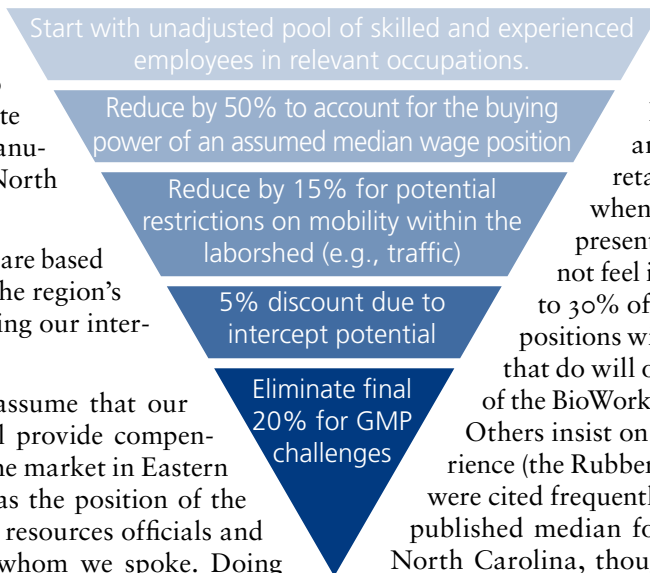 Start with unadjusted pool of skilled and experienced
employees in relevant occupations.
Reduce by 50% to account for the buying
power of an assumed median wage position
Reduce by 15% for potential
restrictions on mobility within the
laborshed (e.g., traffic)
5% discount due to
intercept potential
Eliminate final
20% for GMP
challenges
North
are based
he region's
ing our inter-
assume that our
l provide compen-
ne market in Eastern
as the position of the
resources officials and
whom we spoke. Doing
when
present
not feel i
to 30% of
positions wi
that do will o
of the BioWork
Others insist on
rience (the Rubber
were cited frequentl
published median fo
North Carolina, thou